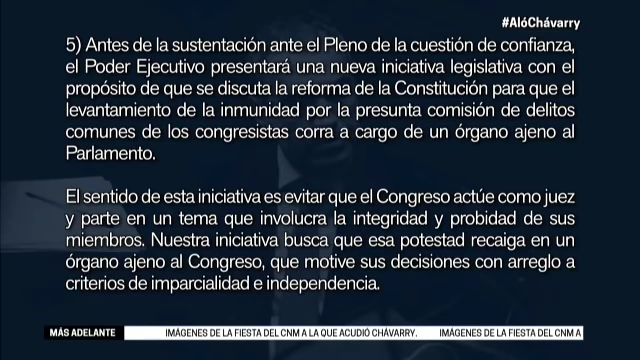 #AlóChávarry
5) Antes de la sustentación ante el Pleno de la cuestión de confianza,
el Poder Ejecutivo presentará una nueva iniciativa legislativa con el
propósito de que se discuta la reforma de la Constitución para que el
levantamiento de la inmunidad por la presunta comisión de delitos
comunes de los congresistas corra a cargo de un órgano ajeno al
Parlamento.
El sentido de esta iniciativa es evitar que el Congreso actúe como juez
y parte en un tema que involucra la integridad y probidad de sus
miembros. Nuestra iniciativa busca que esa potestad recaiga en un
órgano ajeno al Congreso, que motive sus decisiones con arreglo a
criterios de imparcialidad e independencia.
MÁS ADELANTE IMÁGENES DE LA FIESTA DEL CNM A LA QUE ACUDIÓ CHÁVARRY. IMÁGENES DE LA FIESTA DEL CNM A